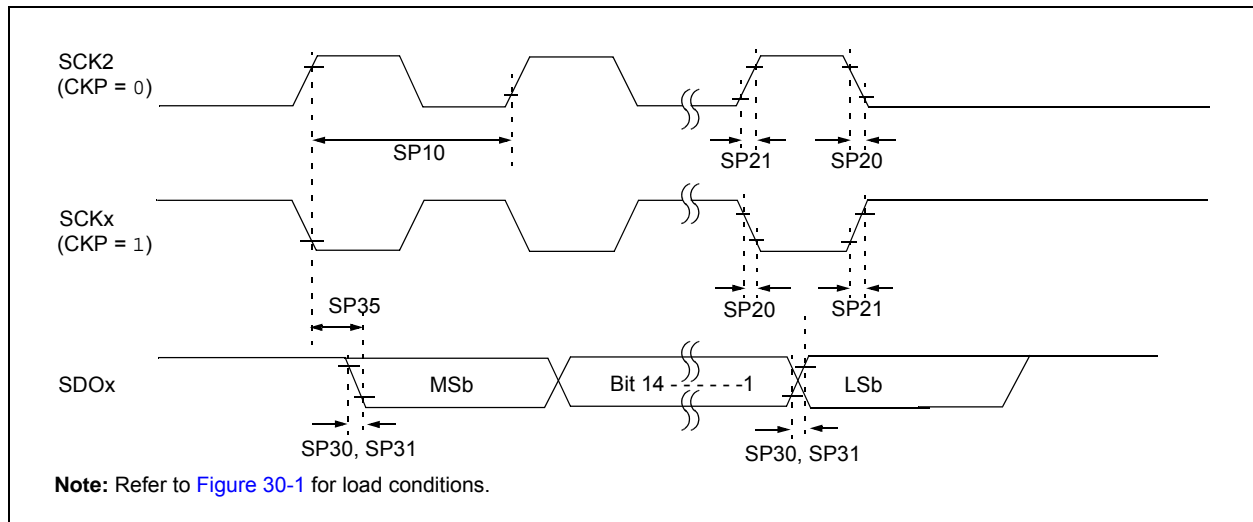 SCK2
(CKP = 0)
SP10
SP21
SP20
SCKx
(CKP = 1)
SP35
SP20
SP21
SDOx
MSb
Bit 14 - - - - - -1
LSb
SP30, SP31
SP30, SP31
Note: Refer to Figure 30-1 for load conditions.